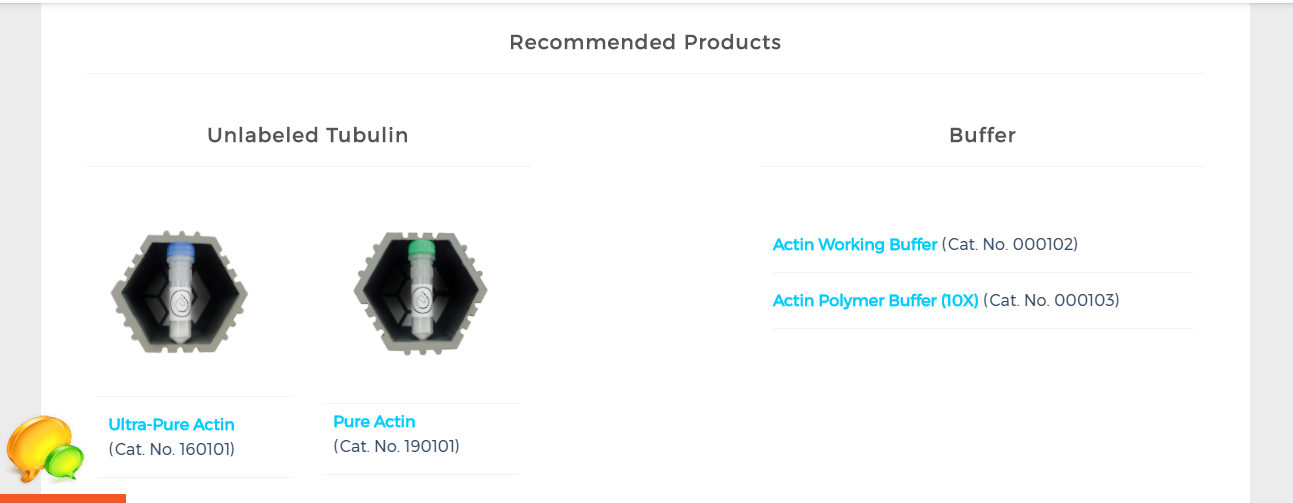 Recommended Products
Unlabeled Tubulin
Buffer
Actin Working Buffer (Cat. No. 000102)
Actin Polymer Buffer (10X) (Cat. No. 000103)
Ultra-Pure Actin
(Cat. No. 160101)
Pure Actin
(Cat. No. 190101)